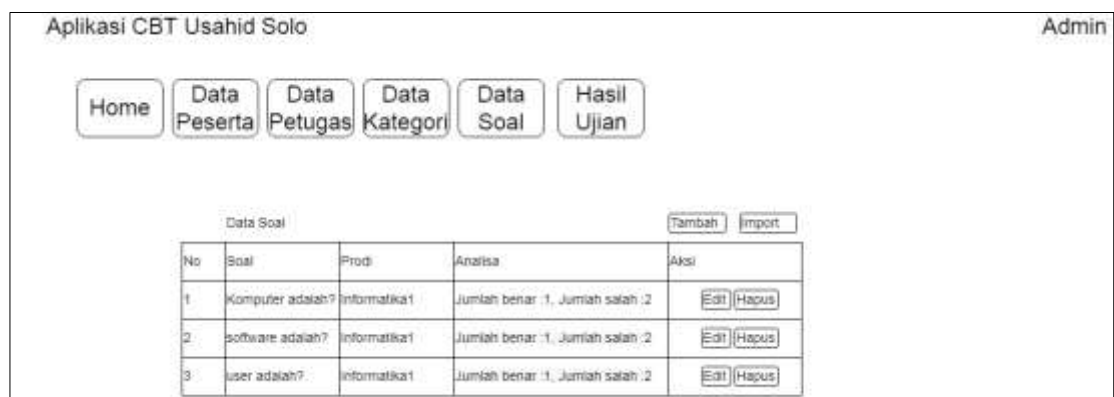 Aplikasi CBT Usahid Solo Admin
Home Data Peserta Data Petugas Data Kategori Data Soal Hasil Ujian
Data Soal Tambah Import
No Soal Prodi Analisa Aksi
1 Komputer adalah? Informatika1 Jumlah benar :1, Jumlah salah :2 Edit Hapus
2 software adalah? Informatika1 Jumlah benar :1, Jumlah salah :2 Edit Hapus
3 user adalah? Informatika1 Jumlah benar :1, Jumlah salah :2 Edit Hapus